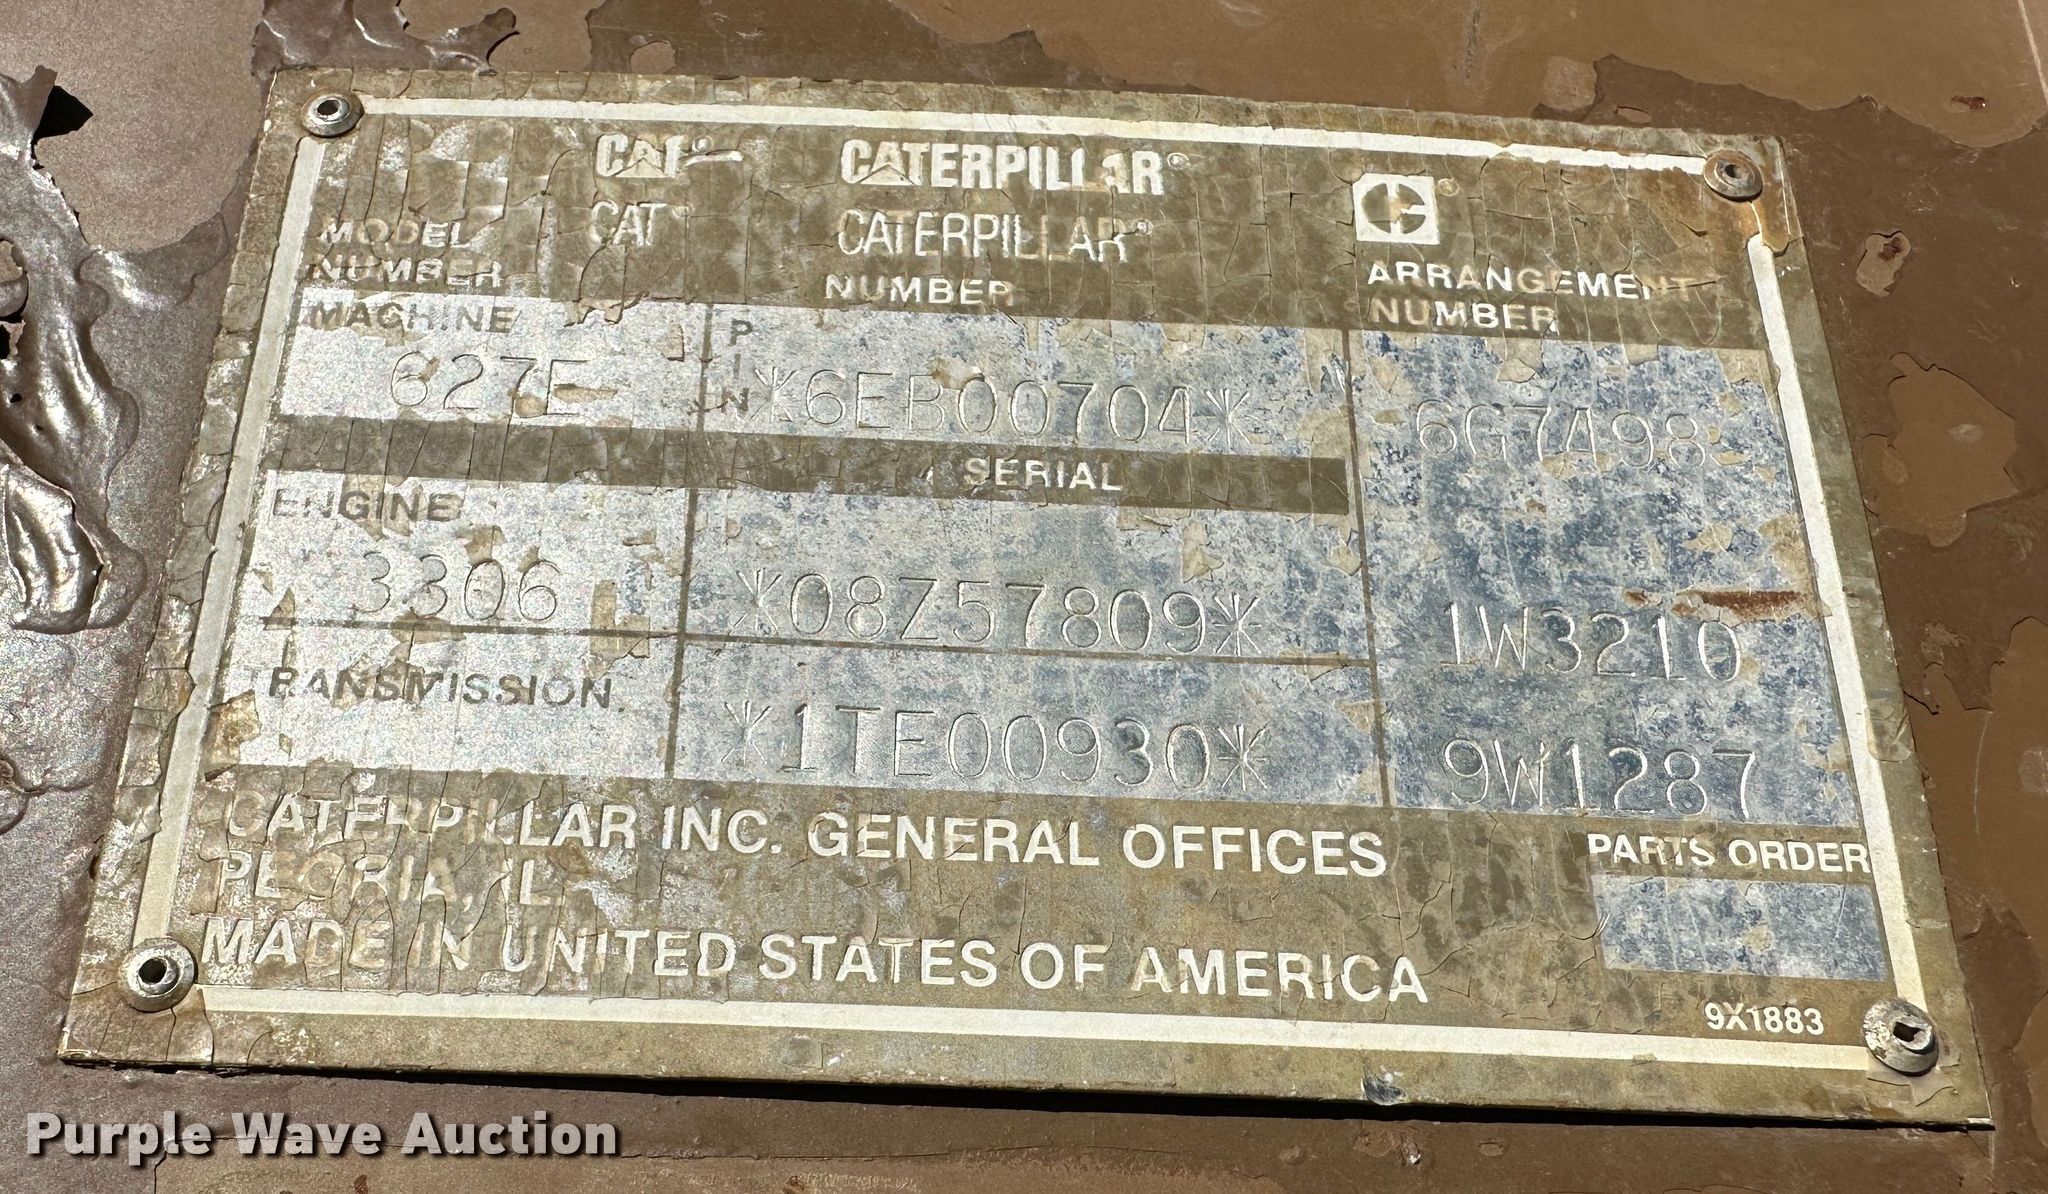 CAT® CATERPILLAR®
MODEL CAT® CATERPILLAR®
NUMBER NUMBER ARRANGEMENT NUMBER
MACHINE
627E PIN *6EB00704* 6G7498
SERIAL
ENGINE
3306 *08Z57809* 1W3210
TRANSMISSION.
*1TE00930* 9W1287
CATERPILLAR INC. GENERAL OFFICES
PEORIA, IL.
MADE IN UNITED STATES OF AMERICA
PARTS ORDER
9X1883
Purple Wave Auction